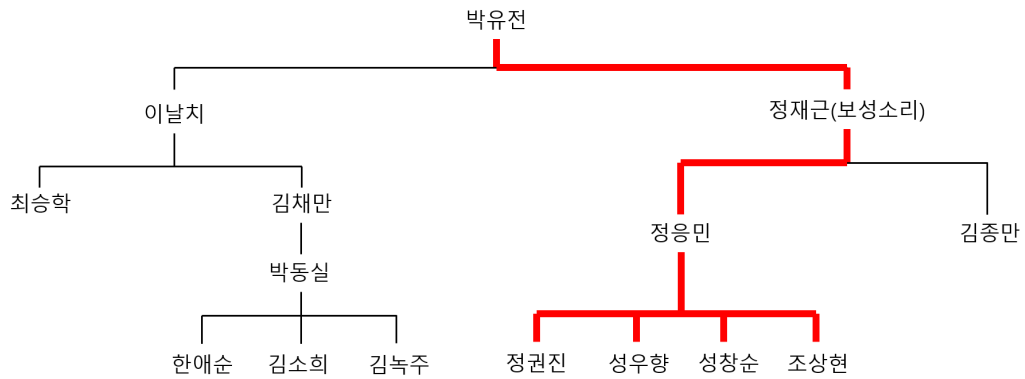 박유전
이날치
정재근(보성소리)
최승학
김채만
정응민
김종만
박동실
한애순
김소희
김녹주
정권진
성우향
성창순
조상현